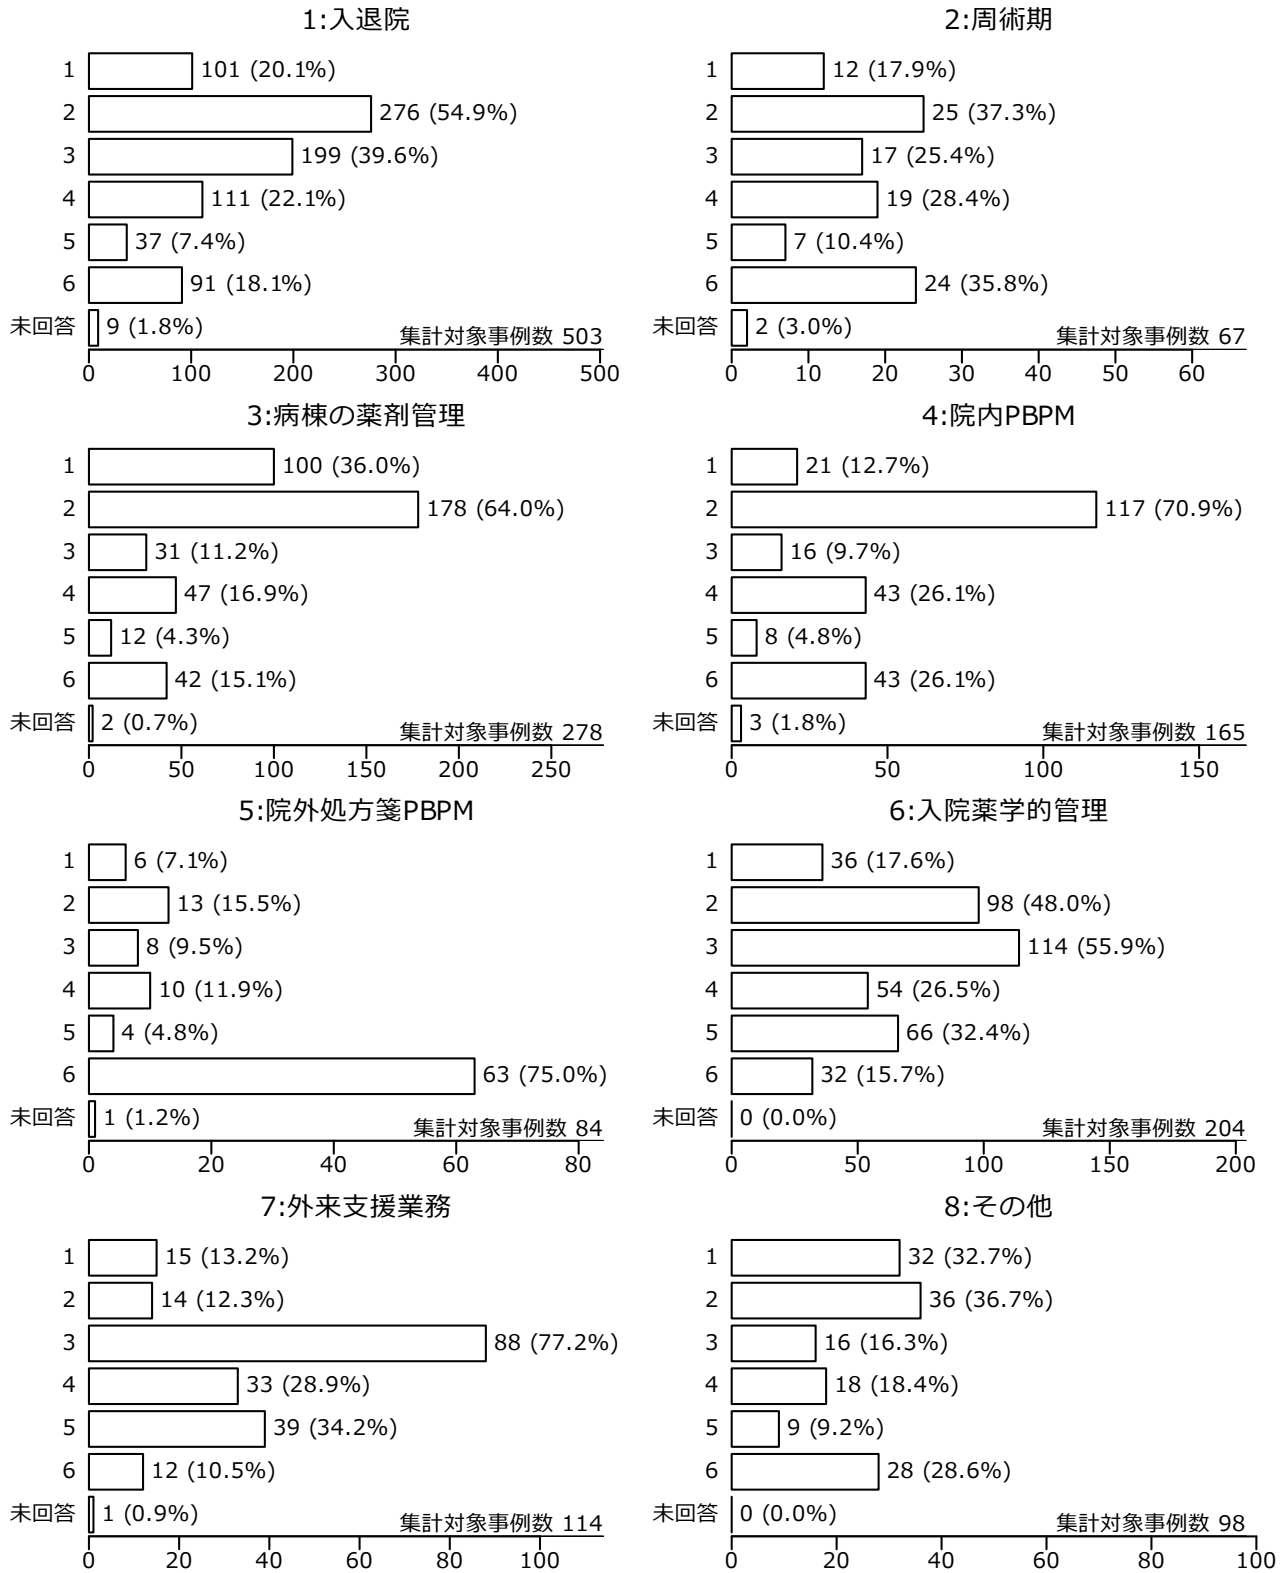 1:入退院
1 101 (20.1%)
2 276 (54.9%)
3 199 (39.6%)
4 111 (22.1%)
5 37 (7.4%)
6 91 (18.1%)
未回答 9 (1.8%)
集計対象事例数 503
0 100 200 300 400 500
2:周術期
1 12 (17.9%)
2 25 (37.3%)
3 17 (25.4%)
4 19 (28.4%)
5 7 (10.4%)
6 24 (35.8%)
未回答 2 (3.0%)
集計対象事例数 67
0 10 20 30 40 50 60
3:病棟の薬剤管理
1 100 (36.0%)
2 178 (64.0%)
3 31 (11.2%)
4 47 (16.9%)
5 12 (4.3%)
6 42 (15.1%)
未回答 2 (0.7%)
集計対象事例数 278
0 50 100 150 200 250
4:院内PBPM
1 21 (12.7%)
2 117 (70.9%)
3 16 (9.7%)
4 43 (26.1%)
5 8 (4.8%)
6 43 (26.1%)
未回答 3 (1.8%)
集計対象事例数 165
0 50 100 150
5:院外処方箋PBPM
1 6 (7.1%)
2 13 (15.5%)
3 8 (9.5%)
4 10 (11.9%)
5 4 (4.8%)
6 63 (75.0%)
未回答 1 (1.2%)
集計対象事例数 84
0 20 40 60 80
6:入院薬学的管理
1 36 (17.6%)
2 98 (48.0%)
3 114 (55.9%)
4 54 (26.5%)
5 66 (32.4%)
6 32 (15.7%)
未回答 0 (0.0%)
集計対象事例数 204
0 50 100 150 200
7:外来支援業務
1 15 (13.2%)
2 14 (12.3%)
3 88 (77.2%)
4 33 (28.9%)
5 39 (34.2%)
6 12 (10.5%)
未回答 1 (0.9%)
集計対象事例数 114
0 20 40 60 80 100
8:その他
1 32 (32.7%)
2 36 (36.7%)
3 16 (16.3%)
4 18 (18.4%)
5 9 (9.2%)
6 28 (28.6%)
未回答 0 (0.0%)
集計対象事例数 98
0 20 40 60 80 100